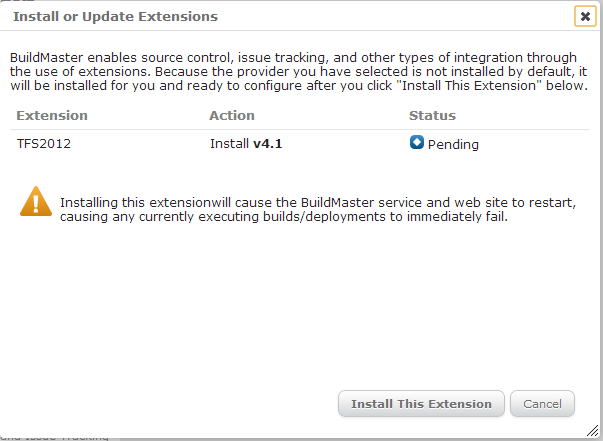 Install or Update Extensions
BuildMaster enables source control, issue tracking, and other types of integration through
the use of extensions. Because the provider you have selected is not installed by default, it
will be installed for you and ready to configure after you click "Install This Extension" below.
Extension Action Status
TFS2012 Install v4.1 Pending
Installing this extensionwill cause the BuildMaster service and web site to restart,
causing any currently executing builds/deployments to immediately fail.
Install This Extension Cancel
and Issue Tracking